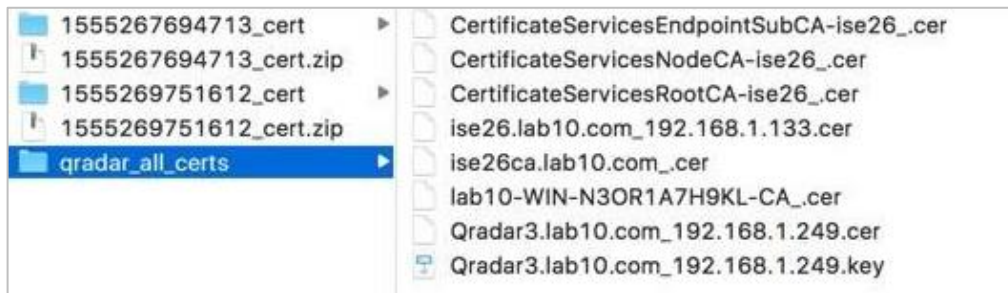 1555267694713_cert
1555267694713_cert.zip
1555269751612_cert
1555269751612_cert.zip
qradar_all_certs
CertificateServicesEndpointSubCA-ise26_.cer
CertificateServicesNodeCA-ise26_.cer
CertificateServicesRootCA-ise26_.cer
ise26.lab10.com_192.168.1.133.cer
ise26ca.lab10.com_.cer
lab10-WIN-N3OR1A7H9KL-CA_.cer
Qradar3.lab10.com_192.168.1.249.cer
Qradar3.lab10.com_192.168.1.249.key